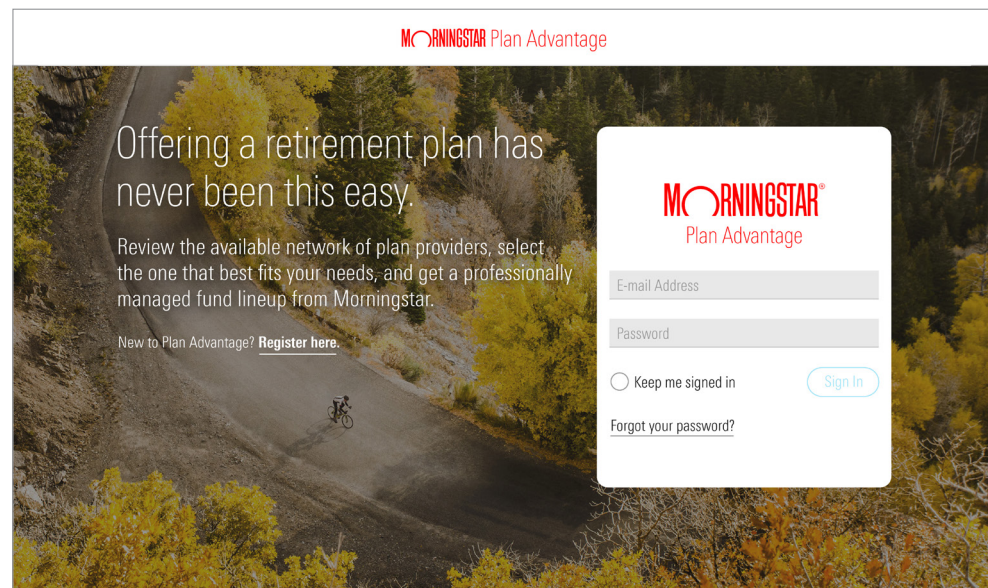 MORNINGSTAR Plan Advantage
Offering a retirement plan has
never been this easy.
Review the available network of plan providers, select
the one that best fits your needs, and get a professionally
managed fund lineup from Morningstar.
New to Plan Advantage? Register here.
MORNINGSTAR®
Plan Advantage
E-mail Address
Password
Keep me signed in
Sign In
Forgot your password?